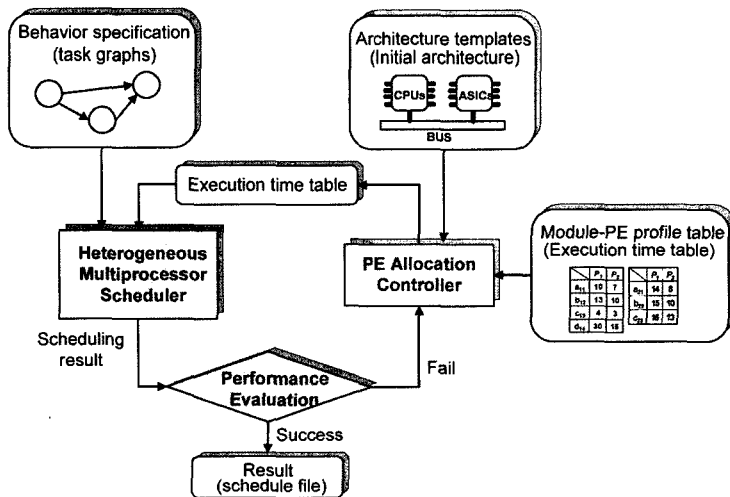 Behavior specification
(task graphs)
Architecture templates
(Initial architecture)
CPUs
ASICs
BUS
Execution time table
Module-PE profile table
(Execution time table)
P₁ P₂
a₁₁ 10 7
b₁₂ 13 10
c₁₃ 4 3
d₁₄ 30 18
P₁ P₂
a₂₁ 14 8
b₂₂ 15 10
c₂₃ 16 13
Heterogeneous
Multiprocessor
Scheduler
PE Allocation
Controller
Scheduling
result
Performance
Evaluation
Fail
Success
Result
(schedule file)